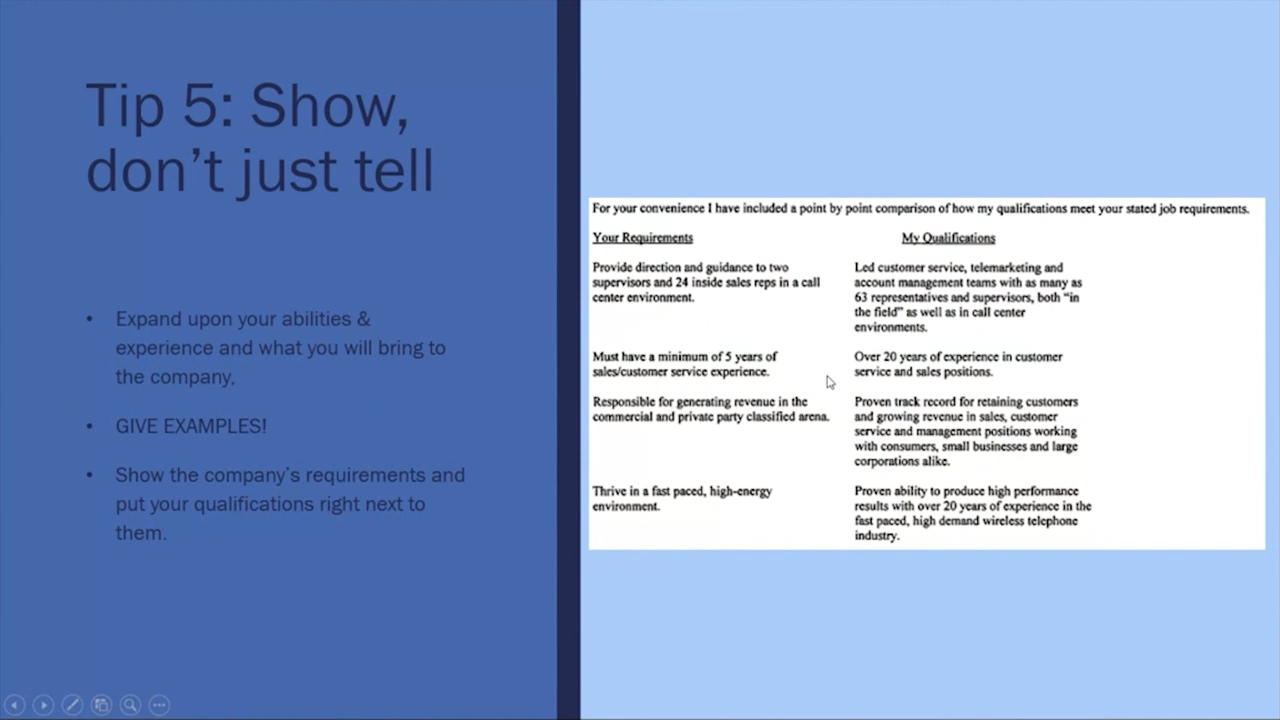 Tip 5: Show,
don't just tell
• Expand upon your abilities &
experience and what you will bring to
the company,
• GIVE EXAMPLES!
• Show the company's requirements and
put your qualifications right next to
them.
For your convenience I have included a point by point comparison of how my qualifications meet your stated job requirements.
Your Requirements
My Qualifications
Provide direction and guidance to two
supervisors and 24 inside sales reps in a call
center environment.
Led customer service, telemarketing and
account management teams with as many as
63 representatives and supervisors, both "in
the field" as well as in call center
environments.
Must have a minimum of 5 years of
sales/customer service experience.
Over 20 years of experience in customer
service and sales positions.
Responsible for generating revenue in the
commercial and private party classified arena.
Proven track record for retaining customers
and growing revenue in sales, customer
service and management positions working
with consumers, small businesses and large
corporations alike.
Thrive in a fast paced, high-energy
environment.
Proven ability to produce high performance
results with over 20 years of experience in the
fast paced, high demand wireless telephone
industry.